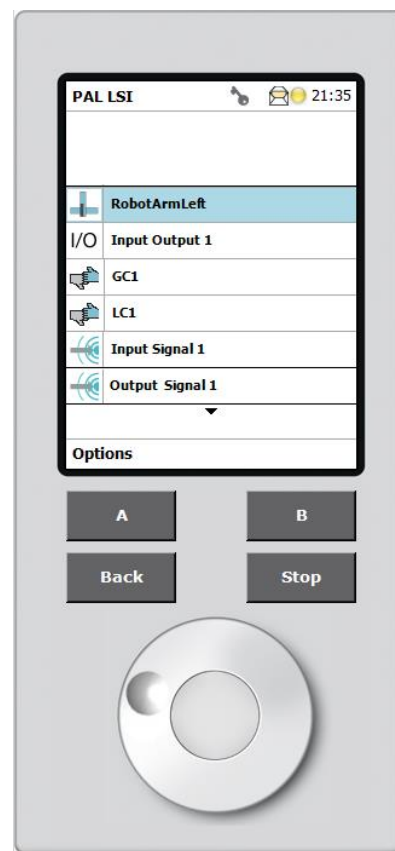 PAL LSI 21:35
RobotArmLeft
I/O Input Output 1
GC1
LC1
Input Signal 1
Output Signal 1
Options
A B
Back Stop